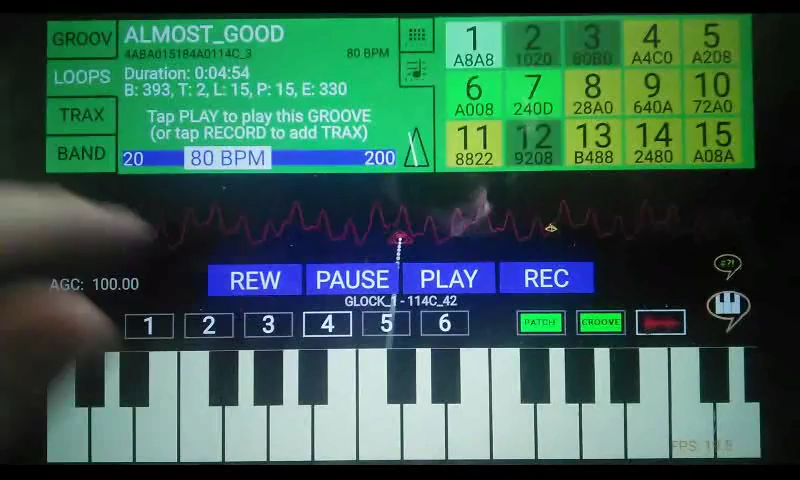 GROOV
LOOPS
TRAX
BAND
ALMOST_GOOD
4ABA015184A0114C_3 80 BPM
Duration: 0:04:54
B: 393, T: 2, L: 15, P: 15, E: 330
Tap PLAY to play this GROOVE
(or tap RECORD to add TRAX)
20 80 BPM 200
1 2 3 4 5
A8A8 1020 80B0 A4C0 A208
6 7 8 9 10
A008 240D 28A0 640A 72A0
11 12 13 14 15
8822 9208 B488 2480 A08A
AGC: 100.00
REW PAUSE PLAY REC
GLOCK_1 - 114C_42
1 2 3 4 5 6
PATCH GROOVE